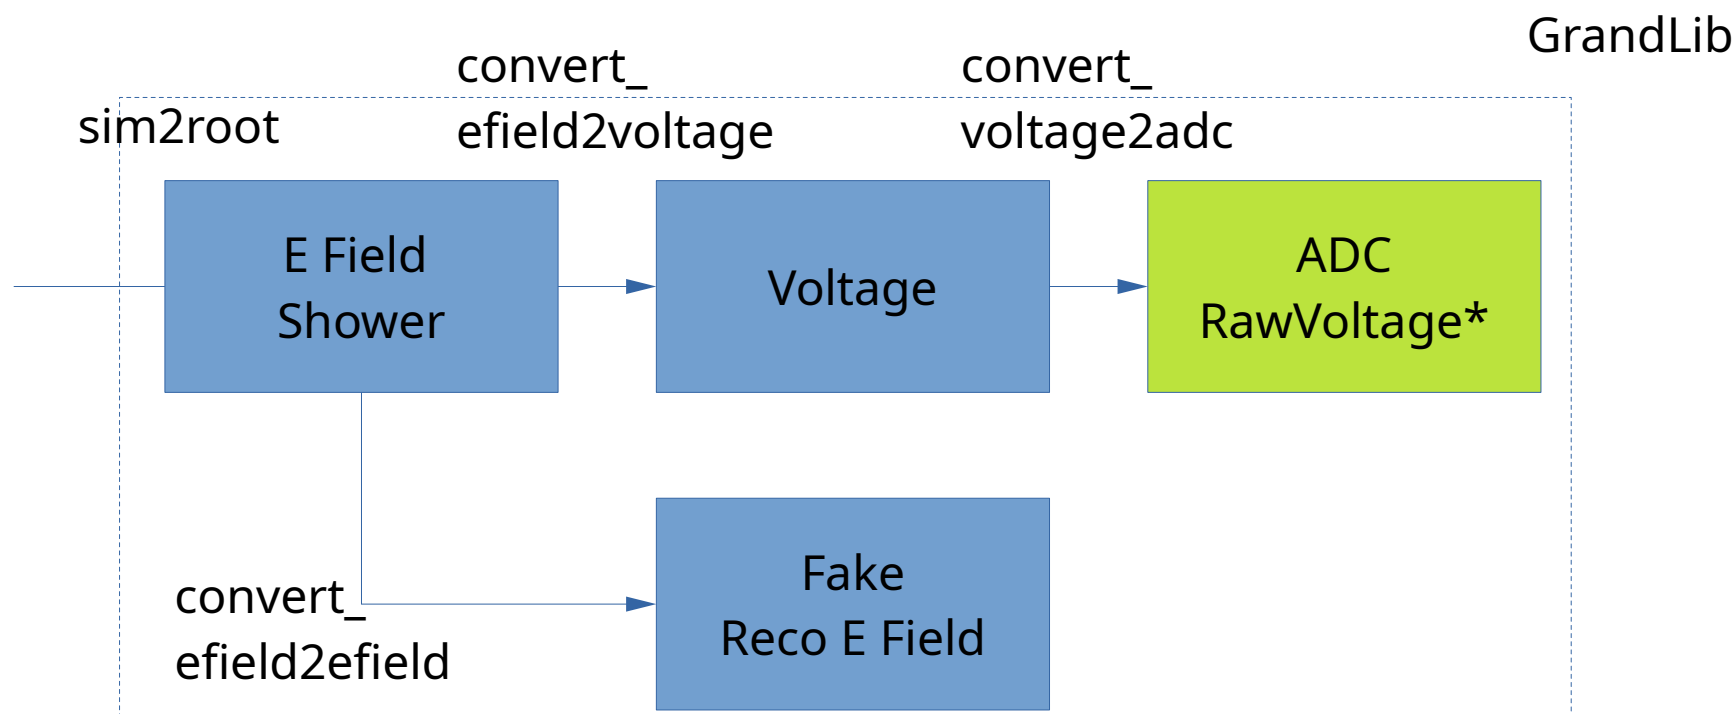 GrandLib
sim2root
convert_
efield2voltage
convert_
voltage2adc
E Field
Shower
Voltage
ADC
RawVoltage*
convert_
efield2efield
Fake
Reco E Field